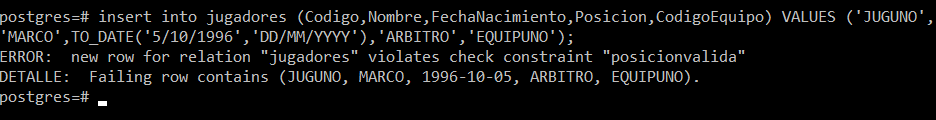 postgres=# insert into jugadores (Codigo,Nombre,FechaNacimiento,Posicion,CodigoEquipo) VALUES ('JUGUNO',
'MARCO',TO_DATE('5/10/1996','DD/MM/YYYY'),'ARBITRO','EQUIPUNO');
ERROR:  new row for relation "jugadores" violates check constraint "posicionvalida"
DETALLE:  Failing row contains (JUGUNO, MARCO, 1996-10-05, ARBITRO, EQUIPUNO).
postgres=#